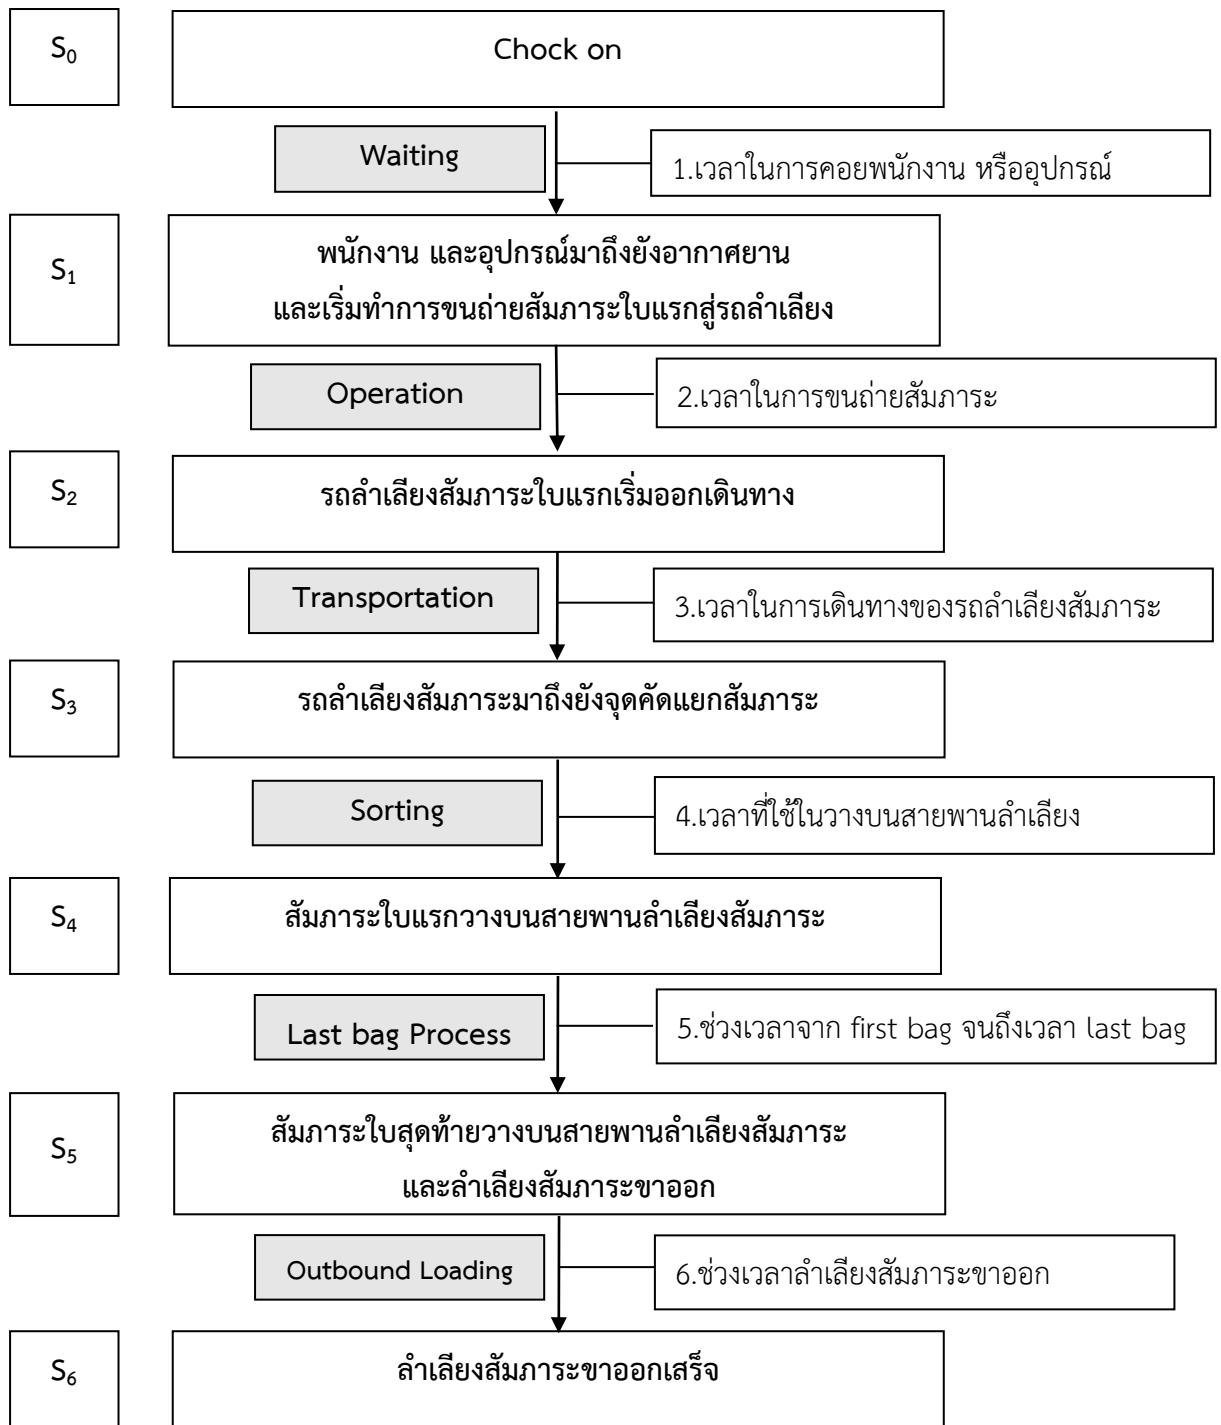 S₀
Chock on
Waiting
1.เวลาในการคอยพนักงาน หรืออุปกรณ์
S₁
พนักงาน และอุปกรณ์มาถึงยังอากาศยาน
และเริ่มทำการขนถ่ายสัมภาระใบแรกสู่รถลำเลียง
Operation
2.เวลาในการขนถ่ายสัมภาระ
S₂
รถลำเลียงสัมภาระใบแรกเริ่มออกเดินทาง
Transportation
3.เวลาในการเดินทางของรถลำเลียงสัมภาระ
S₃
รถลำเลียงสัมภาระมาถึงยังจุดคัดแยกสัมภาระ
Sorting
4.เวลาที่ใช้ในวางบนสายพานลำเลียง
S₄
สัมภาระใบแรกวางบนสายพานลำเลียงสัมภาระ
Last bag Process
5.ช่วงเวลาจาก first bag จนถึงเวลา last bag
S₅
สัมภาระใบสุดท้ายวางบนสายพานลำเลียงสัมภาระ
และลำเลียงสัมภาระขาออก
Outbound Loading
6.ช่วงเวลาลำเลียงสัมภาระขาออก
S₆
ลำเลียงสัมภาระขาออกเสร็จ